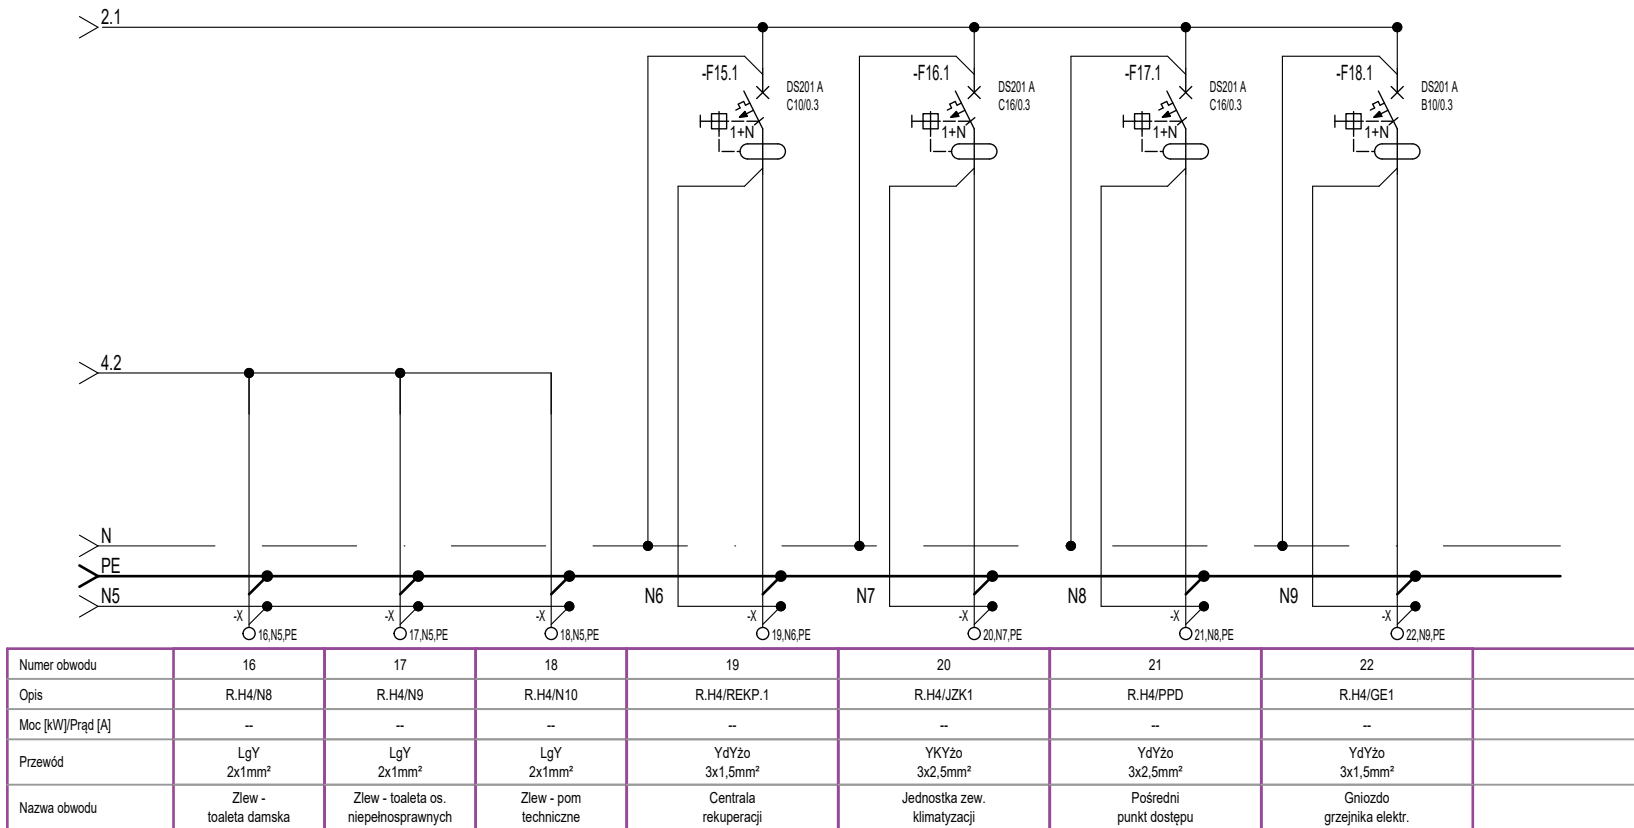 2.1
-F15.1
DS201 A
C10/0.3
1+N
-F16.1
DS201 A
C16/0.3
1+N
-F17.1
DS201 A
C16/0.3
1+N
-F18.1
DS201 A
B10/0.3
1+N
4.2
N
PE
N5
N6
N7
N8
N9
-X
16,N5,PE
-X
17,N5,PE
-X
18,N5,PE
-X
19,N6,PE
-X
20,N7,PE
-X
21,N8,PE
-X
22,N9,PE
Numer obwodu 16 17 18 19 20 21 22
Opis R.H4/N8 R.H4/N9 R.H4/N10 R.H4/REKP.1 R.H4/JZK1 R.H4/PPD R.H4/GE1
Moc [kW]/Prąd [A] -- -- -- -- -- -- --
Przewód
LgY
2x1mm²
LgY
2x1mm²
LgY
2x1mm²
YdYżo
3x1,5mm²
YKYżo
3x2,5mm²
YdYżo
3x2,5mm²
YdYżo
3x1,5mm²
Nazwa obwodu
Zlew -
toaleta damska
Zlew - toaleta os.
niepełnosprawnych
Zlew - pom
techniczne
Centrala
rekuperacji
Jednostka zew.
klimatyzacji
Pośredni
punkt dostępu
Gniozdo
grzejnika elektr.